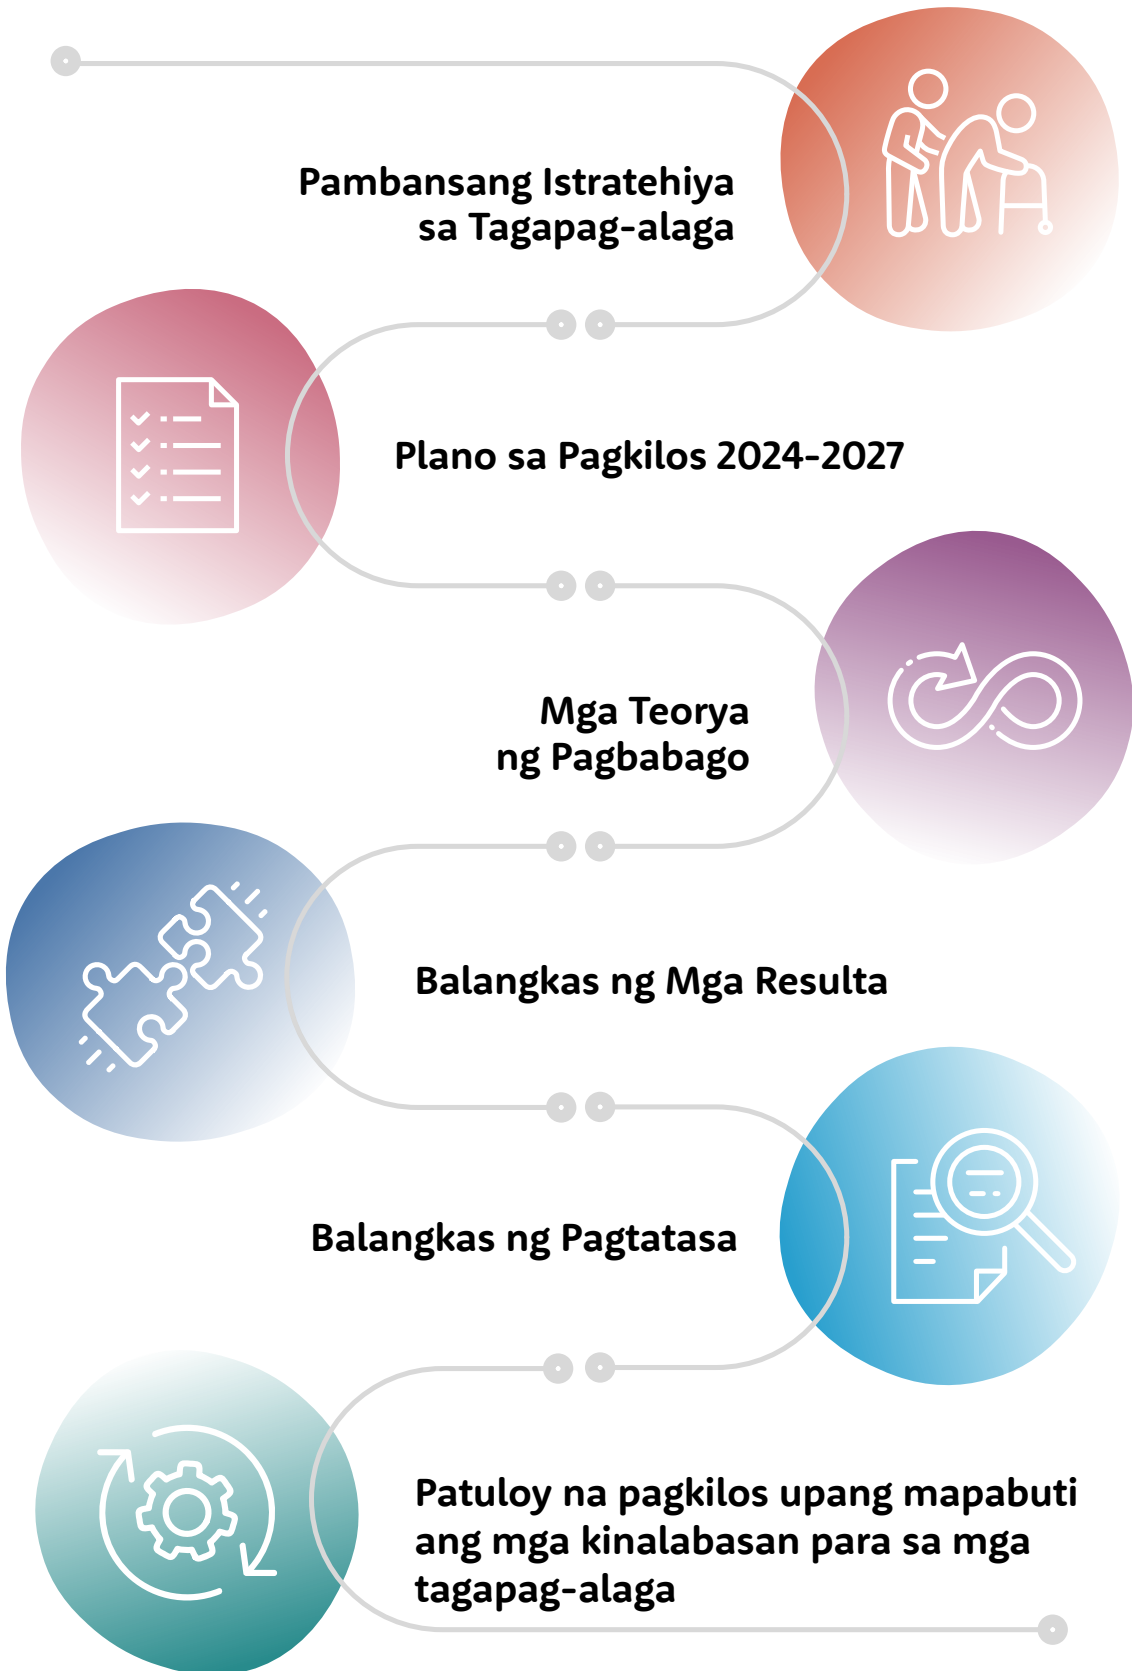 Pambansang Istratehiya
sa Tagapag-alaga
Plano sa Pagkilos 2024-2027
Mga Teorya
ng Pagbabago
Balangkas ng Mga Resulta
Balangkas ng Pagtatasa
Patuloy na pagkilos upang mapabuti
ang mga kinalabasan para sa mga
tagapag-alaga